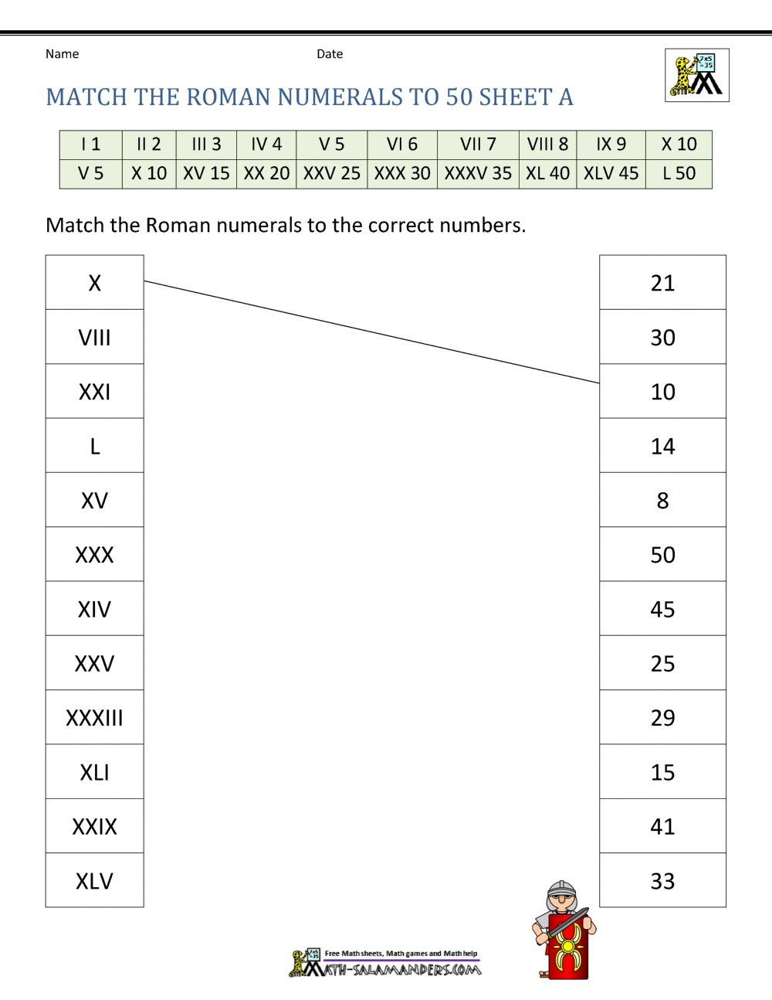 Name Date
7x5
=35
MATCH THE ROMAN NUMERALS TO 50 SHEET A
I 1 II 2 III 3 IV 4 V 5 VI 6 VII 7 VIII 8 IX 9 X 10
V 5 X 10 XV 15 XX 20 XXV 25 XXX 30 XXXV 35 XL 40 XLV 45 L 50
Match the Roman numerals to the correct numbers.
X 21
VIII 30
XXI 10
L 14
XV 8
XXX 50
XIV 45
XXV 25
XXXIII 29
XLI 15
XXIX 41
XLV 33
7x5
=35
Free Math sheets, Math games and Math help
MATH-SALAMANDERS.COM